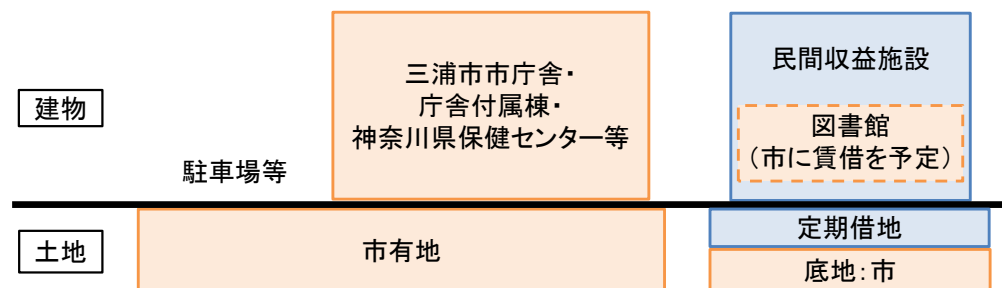 建物
駐車場等
三浦市市庁舎・
庁舎付属棟・
神奈川県保健センター等
民間収益施設
図書館
（市に賃借を予定）
土地
市有地
定期借地
底地：市